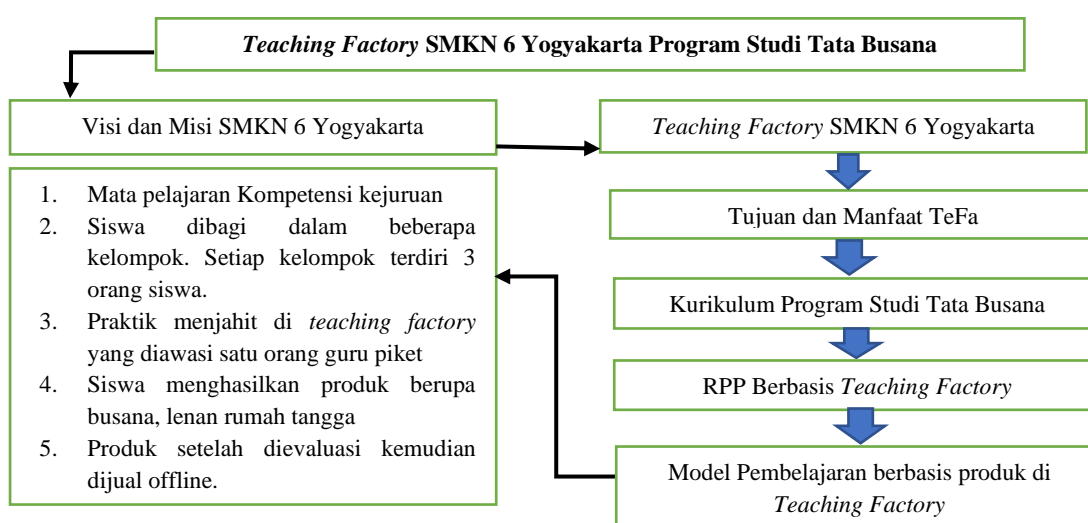 Teaching Factory SMKN 6 Yogyakarta Program Studi Tata Busana
Visi dan Misi SMKN 6 Yogyakarta
Teaching Factory SMKN 6 Yogyakarta
Tujuan dan Manfaat TeFa
Kurikulum Program Studi Tata Busana
RPP Berbasis Teaching Factory
Model Pembelajaran berbasis produk di
Teaching Factory
1. Mata pelajaran Kompetensi kejuruan
2. Siswa dibagi dalam beberapa
kelompok. Setiap kelompok terdiri 3
orang siswa.
3. Praktik menjahit di teaching factory
yang diawasi satu orang guru piket
4. Siswa menghasilkan produk berupa
busana, lenan rumah tangga
5. Produk setelah dievaluasi kemudian
dijual offline.